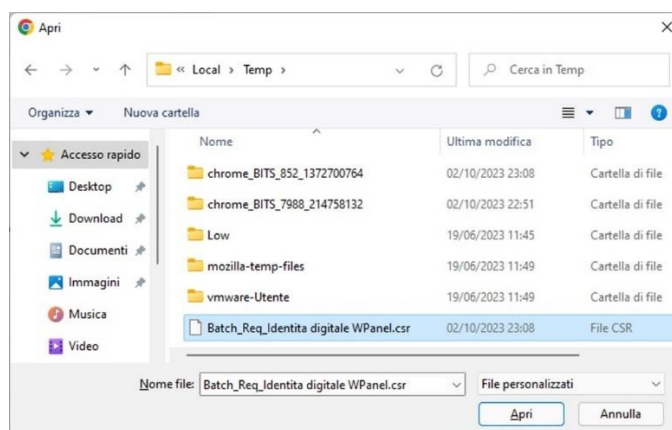 Apri
« Local › Temp ›
Cerca in Temp
Organizza
Nuova cartella
Nome
Ultima modifica
Tipo
Accesso rapido
Desktop
Download
Documenti
Immagini
Musica
Video
chrome_BITS_852_1372700764 02/10/2023 23:08 Cartella di file
chrome_BITS_7988_214758132 02/10/2023 22:51 Cartella di file
Low 19/06/2023 11:45 Cartella di file
mozilla-temp-files 19/06/2023 11:49 Cartella di file
vmware-Utente 19/06/2023 11:49 Cartella di file
Batch_Req_Identita digitale WPanel.csr 02/10/2023 23:08 File CSR
Nome file: Batch_Req_Identita digitale WPanel.csr
File personalizzati
Apri
Annulla